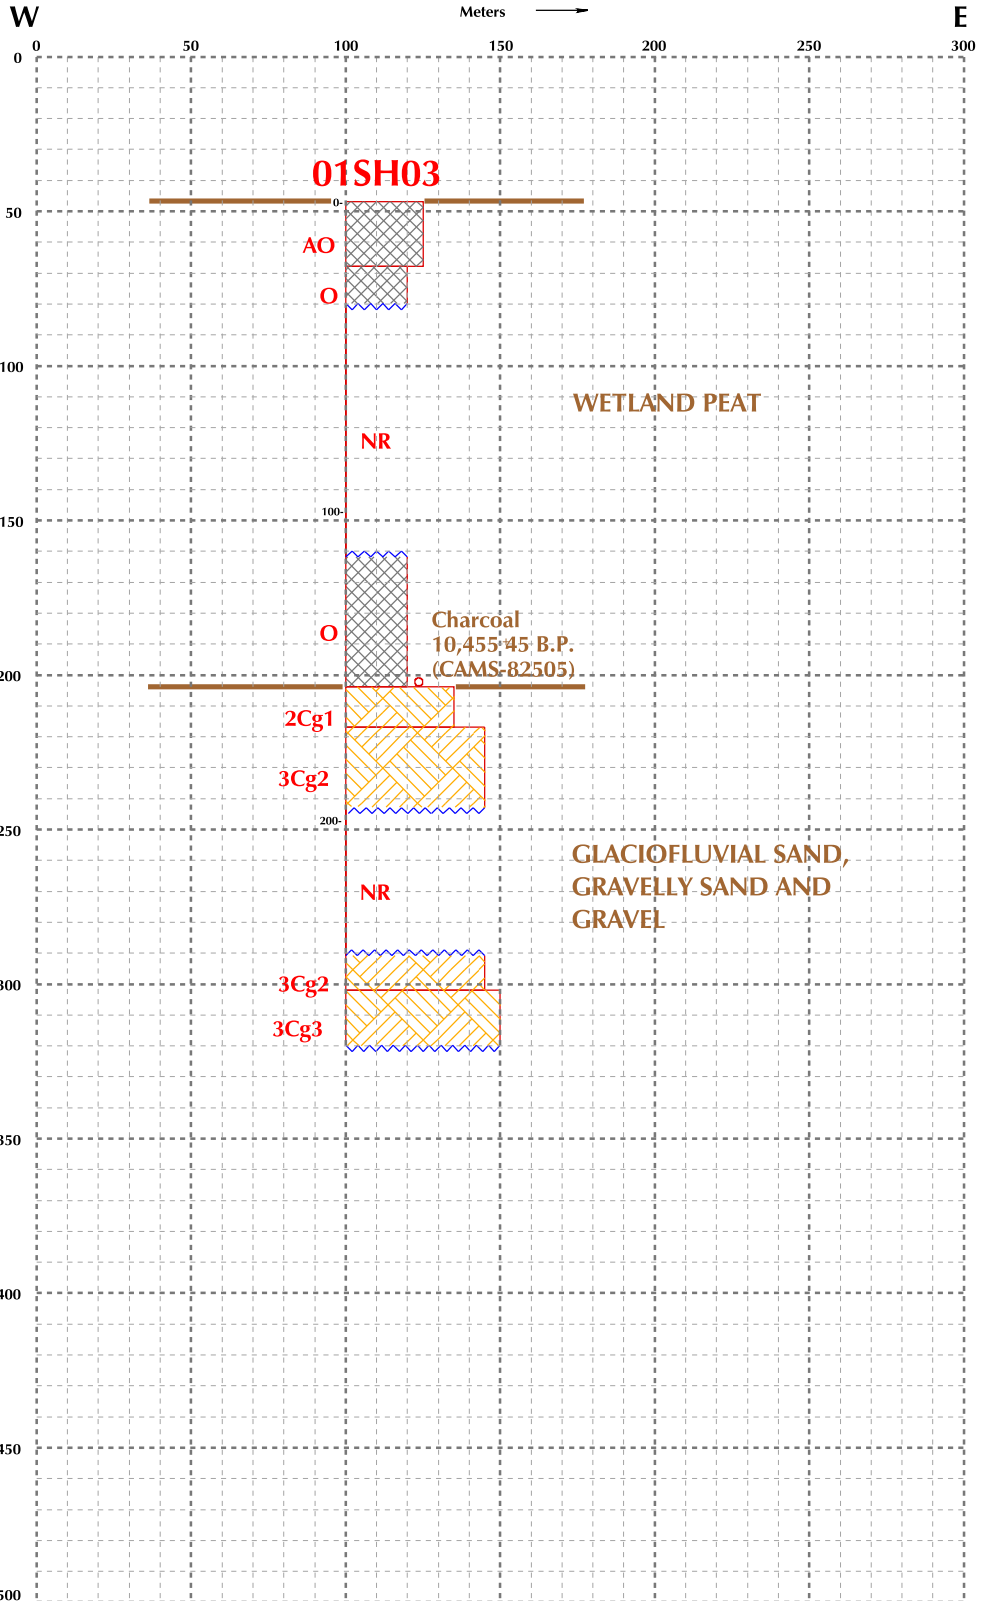 W
Meters
E
0 50 100 150 200 250 300
0
01SH03
0-
50
AO
O
100
WETLAND PEAT
NR
100-
150
Charcoal
O
10,455 45 B.P.
(CAMS-82505)
200
2Cg1
3Cg2
200-
250
GLACIOFLUVIAL SAND,
GRAVELLY SAND AND
GRAVEL
NR
3Cg2
300
3Cg3
350
400
450
500